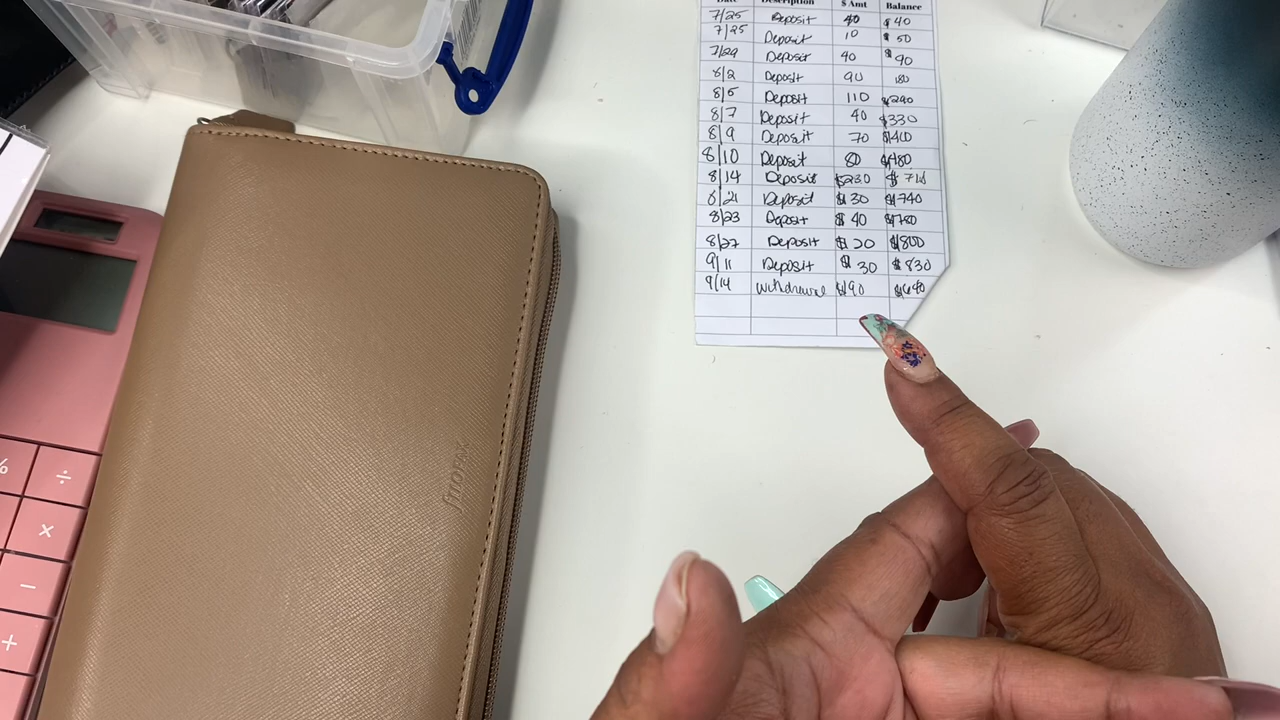 Date Description $ Amt Balance
7/25 Deposit 40 $40
7/25 Deposit 10 $50
7/29 Deposit 40 $90
8/2 Deposit 90 180
8/5 Deposit 110 $290
8/7 Deposit 40 $330
8/9 Deposit 70 $400
8/10 Deposit 80 $480
8/14 Deposit $230 $710
8/21 Deposit $30 $740
8/23 Deposit $40 $780
8/27 Deposit $20 $800
9/11 Deposit $30 $830
9/14 withdrawal $190 $640
%
÷
×
−
+